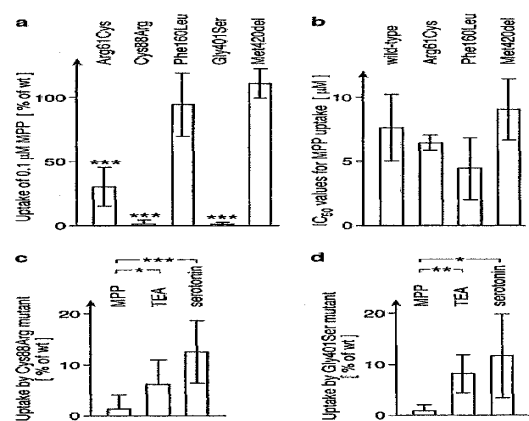 a
Arg61Cys
Cys88Arg
Phe160Leu
Gly401Ser
Met420del
Uptake of 0.1 µM MPP [% of wt]
100
50
0
***
***
***
b
wild-type
Arg61Cys
Phe160Leu
Met420del
IC50 values for MPP uptake [µM]
10
5
0
c
***
*
MPP
TEA
serotonin
Uptake by Cys88Arg mutant
[% of wt]
20
10
0
d
*
**
MPP
TEA
serotonin
Uptake by Gly401Ser mutant
[% of wt]
20
10
0